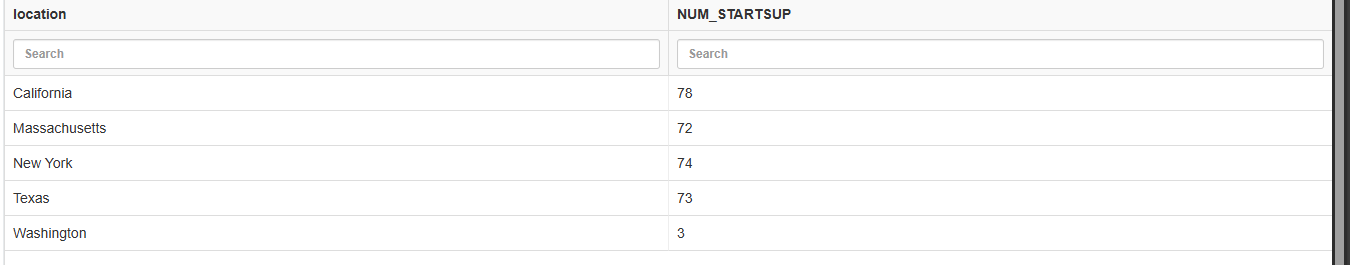 location NUM_STARTSUP
Search Search
California 78
Massachusetts 72
New York 74
Texas 73
Washington 3